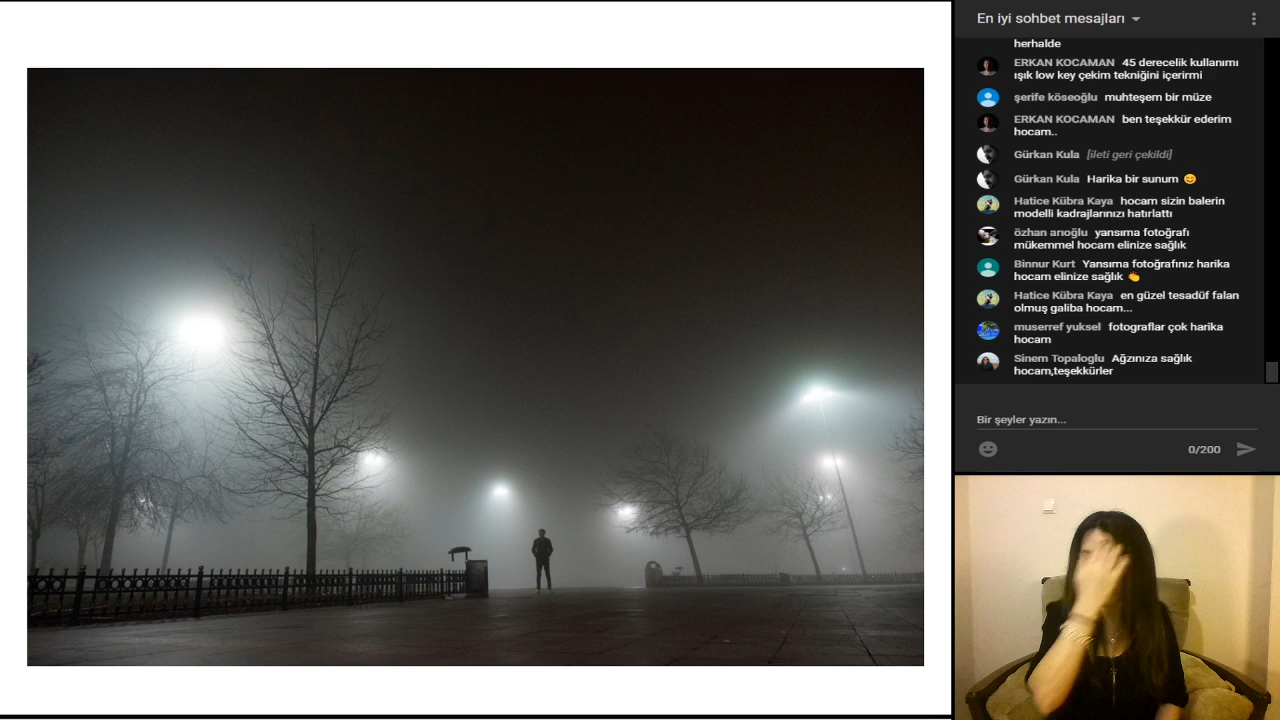 En iyi sohbet mesajları
herhalde
ERKAN KOCAMAN 45 derecelik kullanımı
ışık low key çekim tekniğini içerirmi
şerife köseoğlu muhteşem bir müze
ERKAN KOCAMAN ben teşekkür ederim
hocam..
Gürkan Kula [ileti geri çekildi]
Gürkan Kula Harika bir sunum 😊
Hatice Kübra Kaya hocam sizin balerin
modelli kadrajlarınızı hatırlattı
özhan arıoğlu yansıma fotoğrafı
mükemmel hocam elinize sağlık
Binnur Kurt Yansıma fotoğrafınız harika
hocam elinize sağlık 👏
Hatice Kübra Kaya en güzel tesadüf falan
olmuş galiba hocam...
muserref yuksel fotograflar çok harika
hocam
Sinem Topaloglu Ağzınıza sağlık
hocam,teşekkürler
Bir şeyler yazın...
0/200